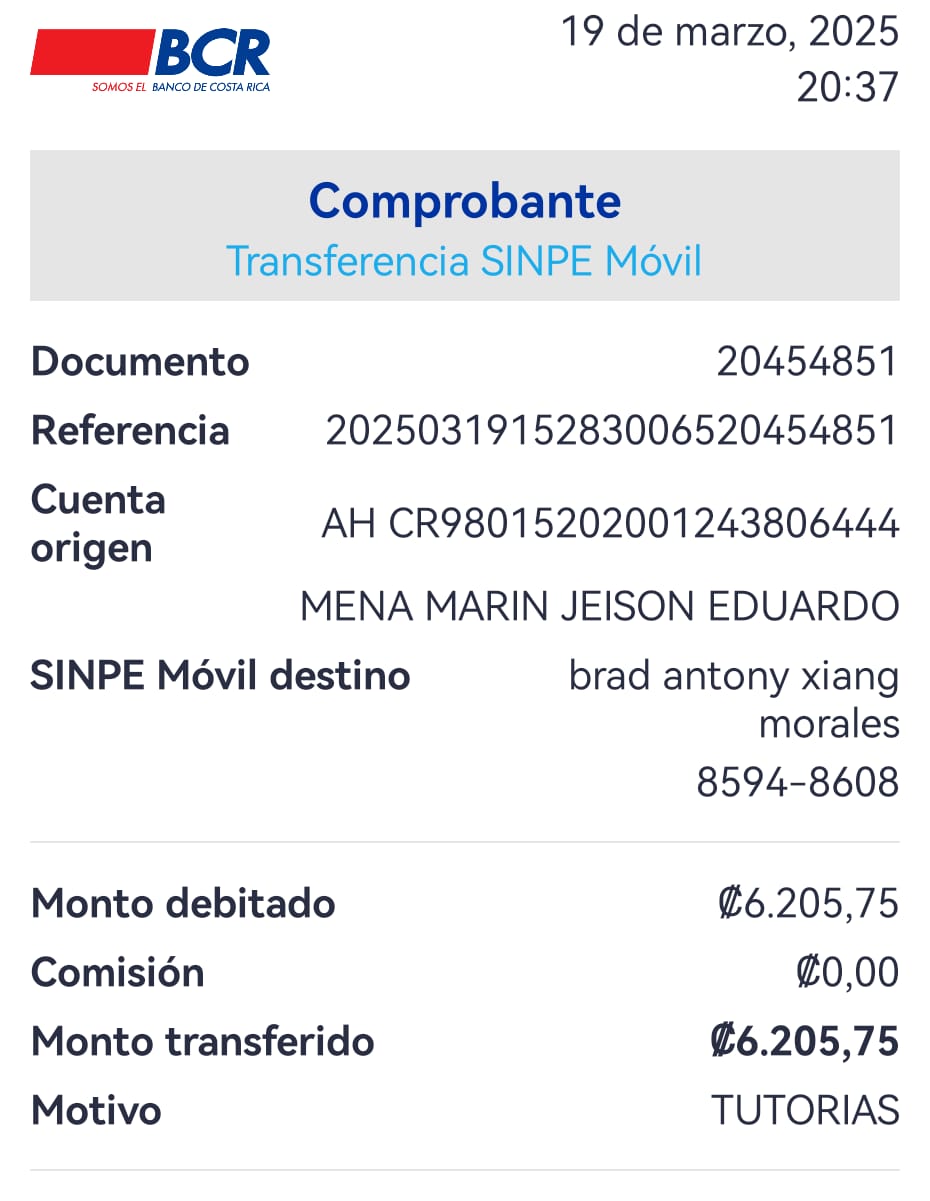 BCR
SOMOS EL BANCO DE COSTA RICA
19 de marzo, 2025
20:37
Comprobante
Transferencia SINPE Móvil
Documento 20454851
Referencia 2025031915283006520454851
Cuenta origen AH CR98015202001243806444
MENA MARIN JEISON EDUARDO
SINPE Móvil destino brad antony xiang
morales
8594-8608
Monto debitado ₡6.205,75
Comisión ₡0,00
Monto transferido ₡6.205,75
Motivo TUTORIAS